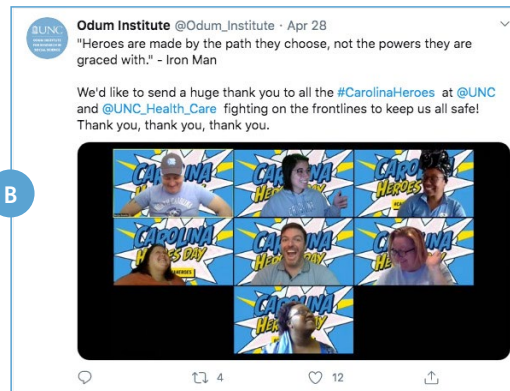 Odum Institute @Odum_Institute · Apr 28
"Heroes are made by the path they choose, not the powers they are
graced with." - Iron Man
We'd like to send a huge thank you to all the #CarolinaHeroes at @UNC
and @UNC_Health_Care fighting on the frontlines to keep us all safe!
Thank you, thank you, thank you.
UNC
B
CAROLINA
HEROES DAY
4
12